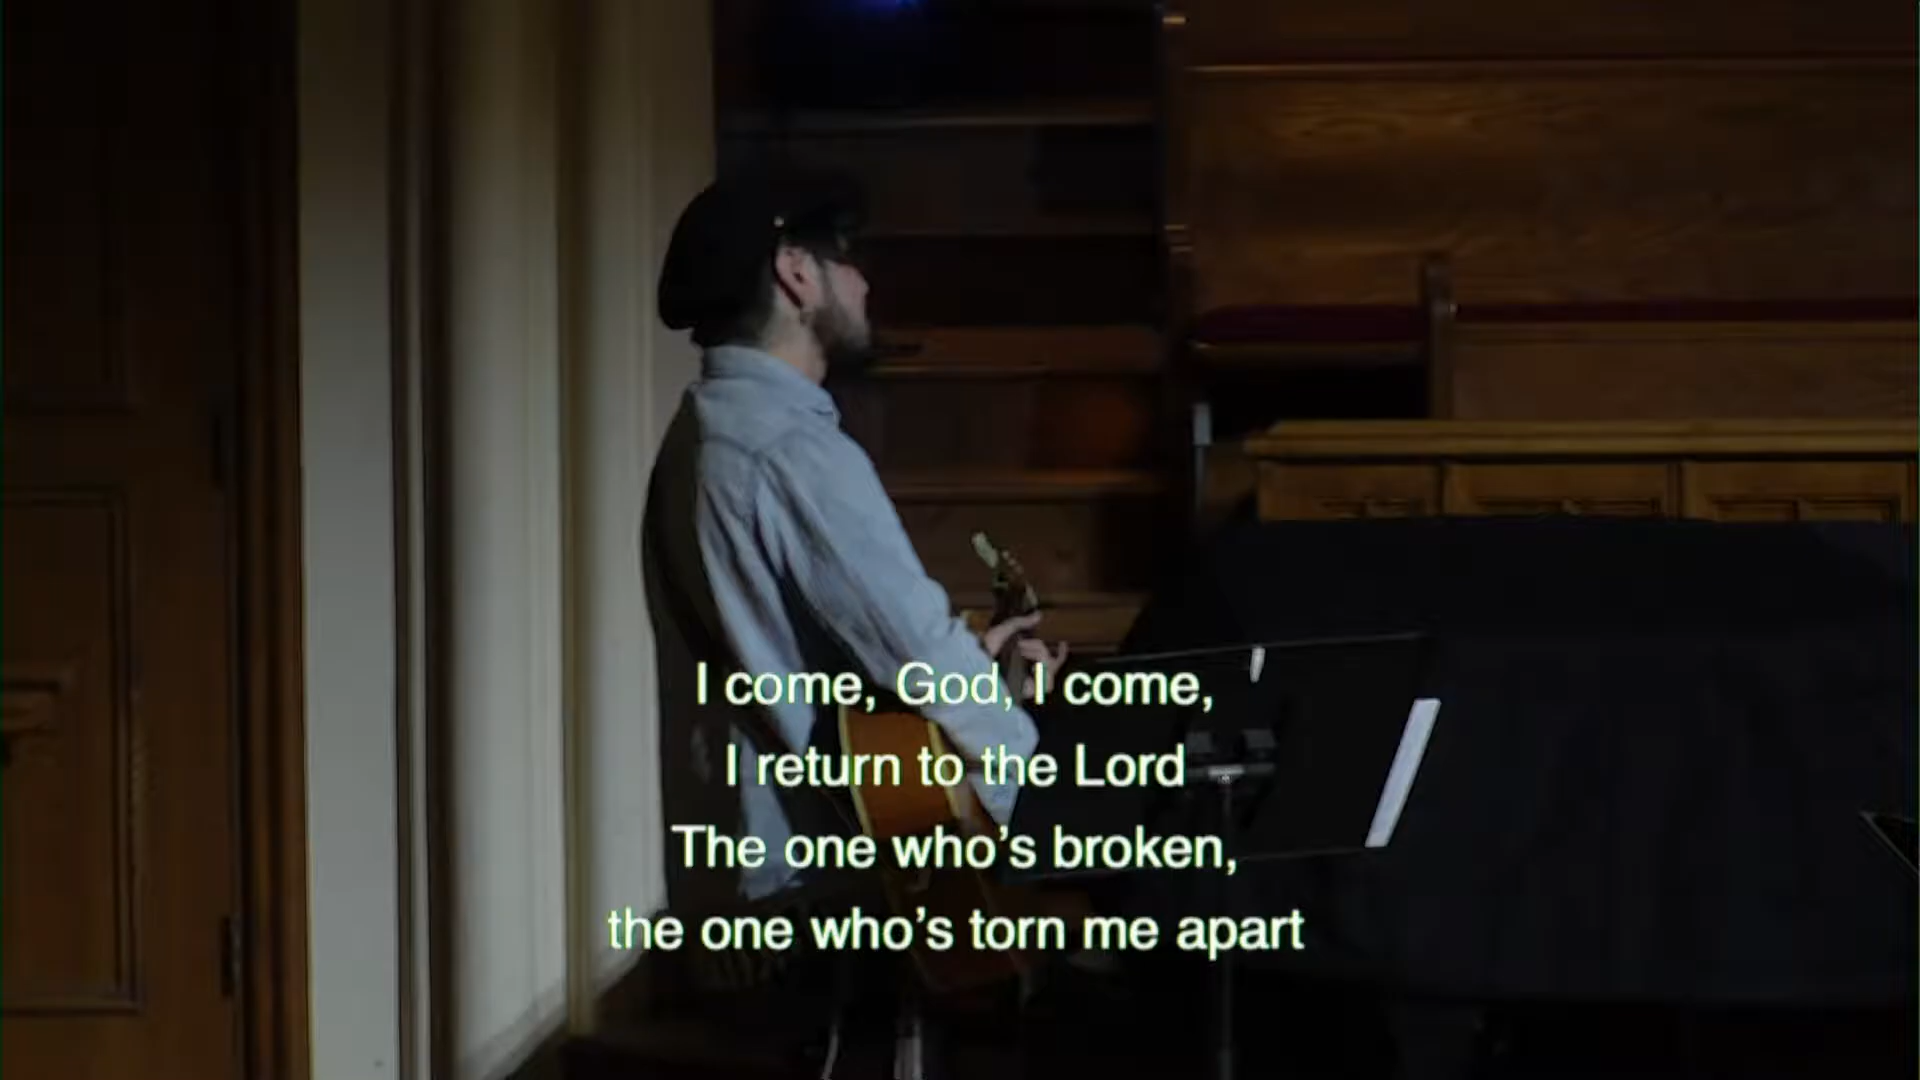 I come, God, I come,
I return to the Lord
The one who’s broken,
the one who’s torn me apart